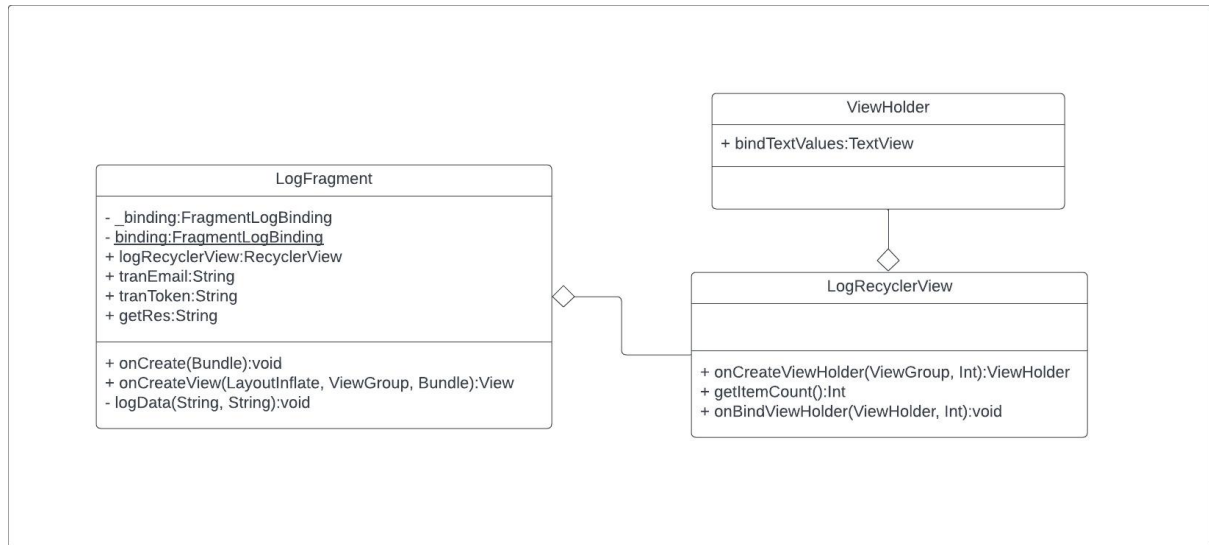 ViewHolder
+ bindTextValues:TextView
LogFragment
- _binding:FragmentLogBinding
- binding:FragmentLogBinding
+ logRecyclerView:RecyclerView
+ tranEmail:String
+ tranToken:String
+ getRes:String
+ onCreate(Bundle):void
+ onCreateView(LayoutInflate, ViewGroup, Bundle):View
- logData(String, String):void
LogRecyclerView
+ onCreateViewHolder(ViewGroup, Int):ViewHolder
+ getItemCount():Int
+ onBindViewHolder(ViewHolder, Int):void